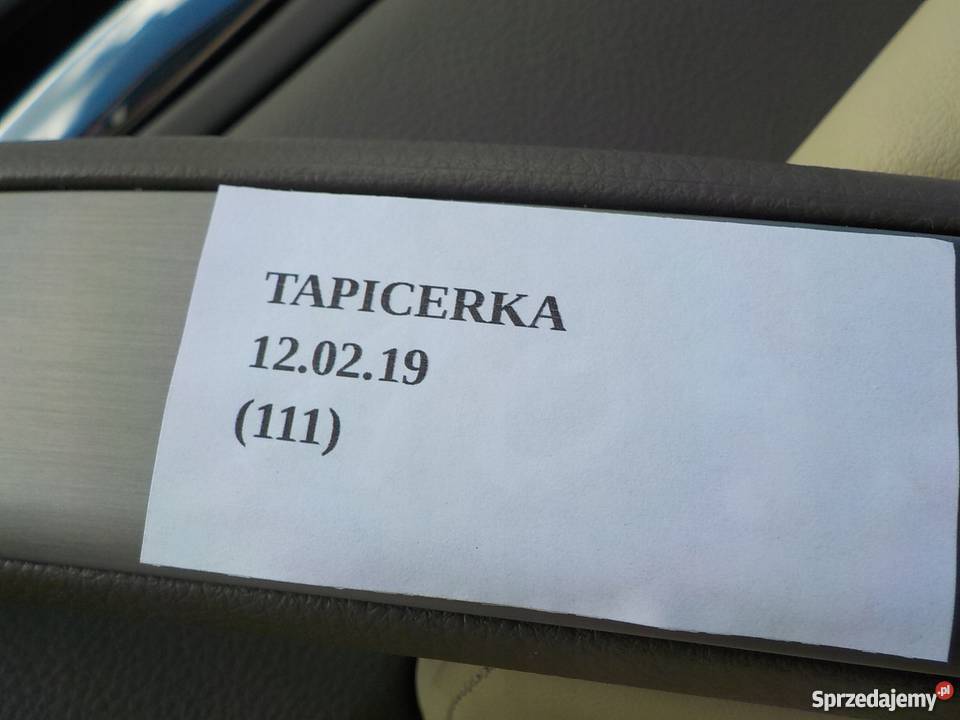 TAPICERKA
12.02.19
(111)
Sprzedajemy.pl